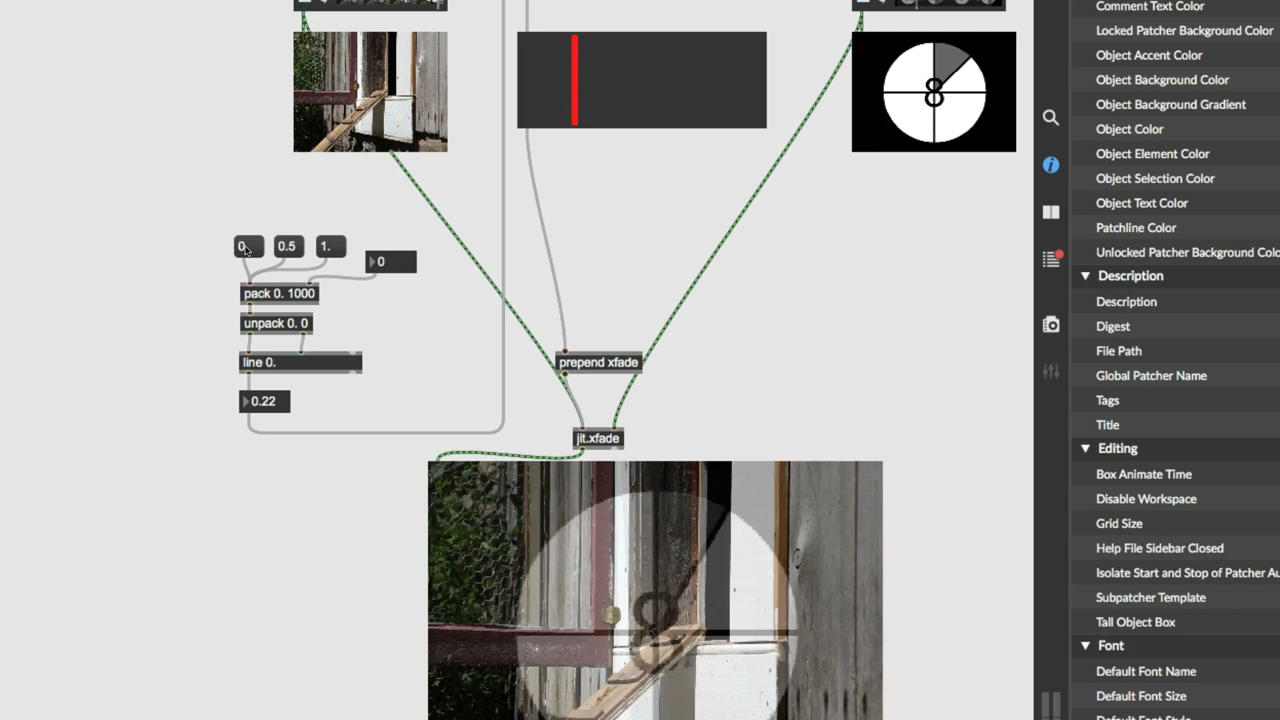 Comment Text Color
Locked Patcher Background Color
Object Accent Color
Object Background Color
Object Background Gradient
Object Color
Object Element Color
Object Selection Color
Object Text Color
Patchline Color
Unlocked Patcher Background Colo
Description
Description
Digest
File Path
Global Patcher Name
Tags
Title
Editing
Box Animate Time
Disable Workspace
Grid Size
Help File Sidebar Closed
Isolate Start and Stop of Patcher Au
Subpatcher Template
Tall Object Box
Font
Default Font Name
Default Font Size
8
0. 0.5 1.
0
pack 0. 1000
unpack 0. 0
line 0.
0.22
prepend xfade
jit.xfade
8